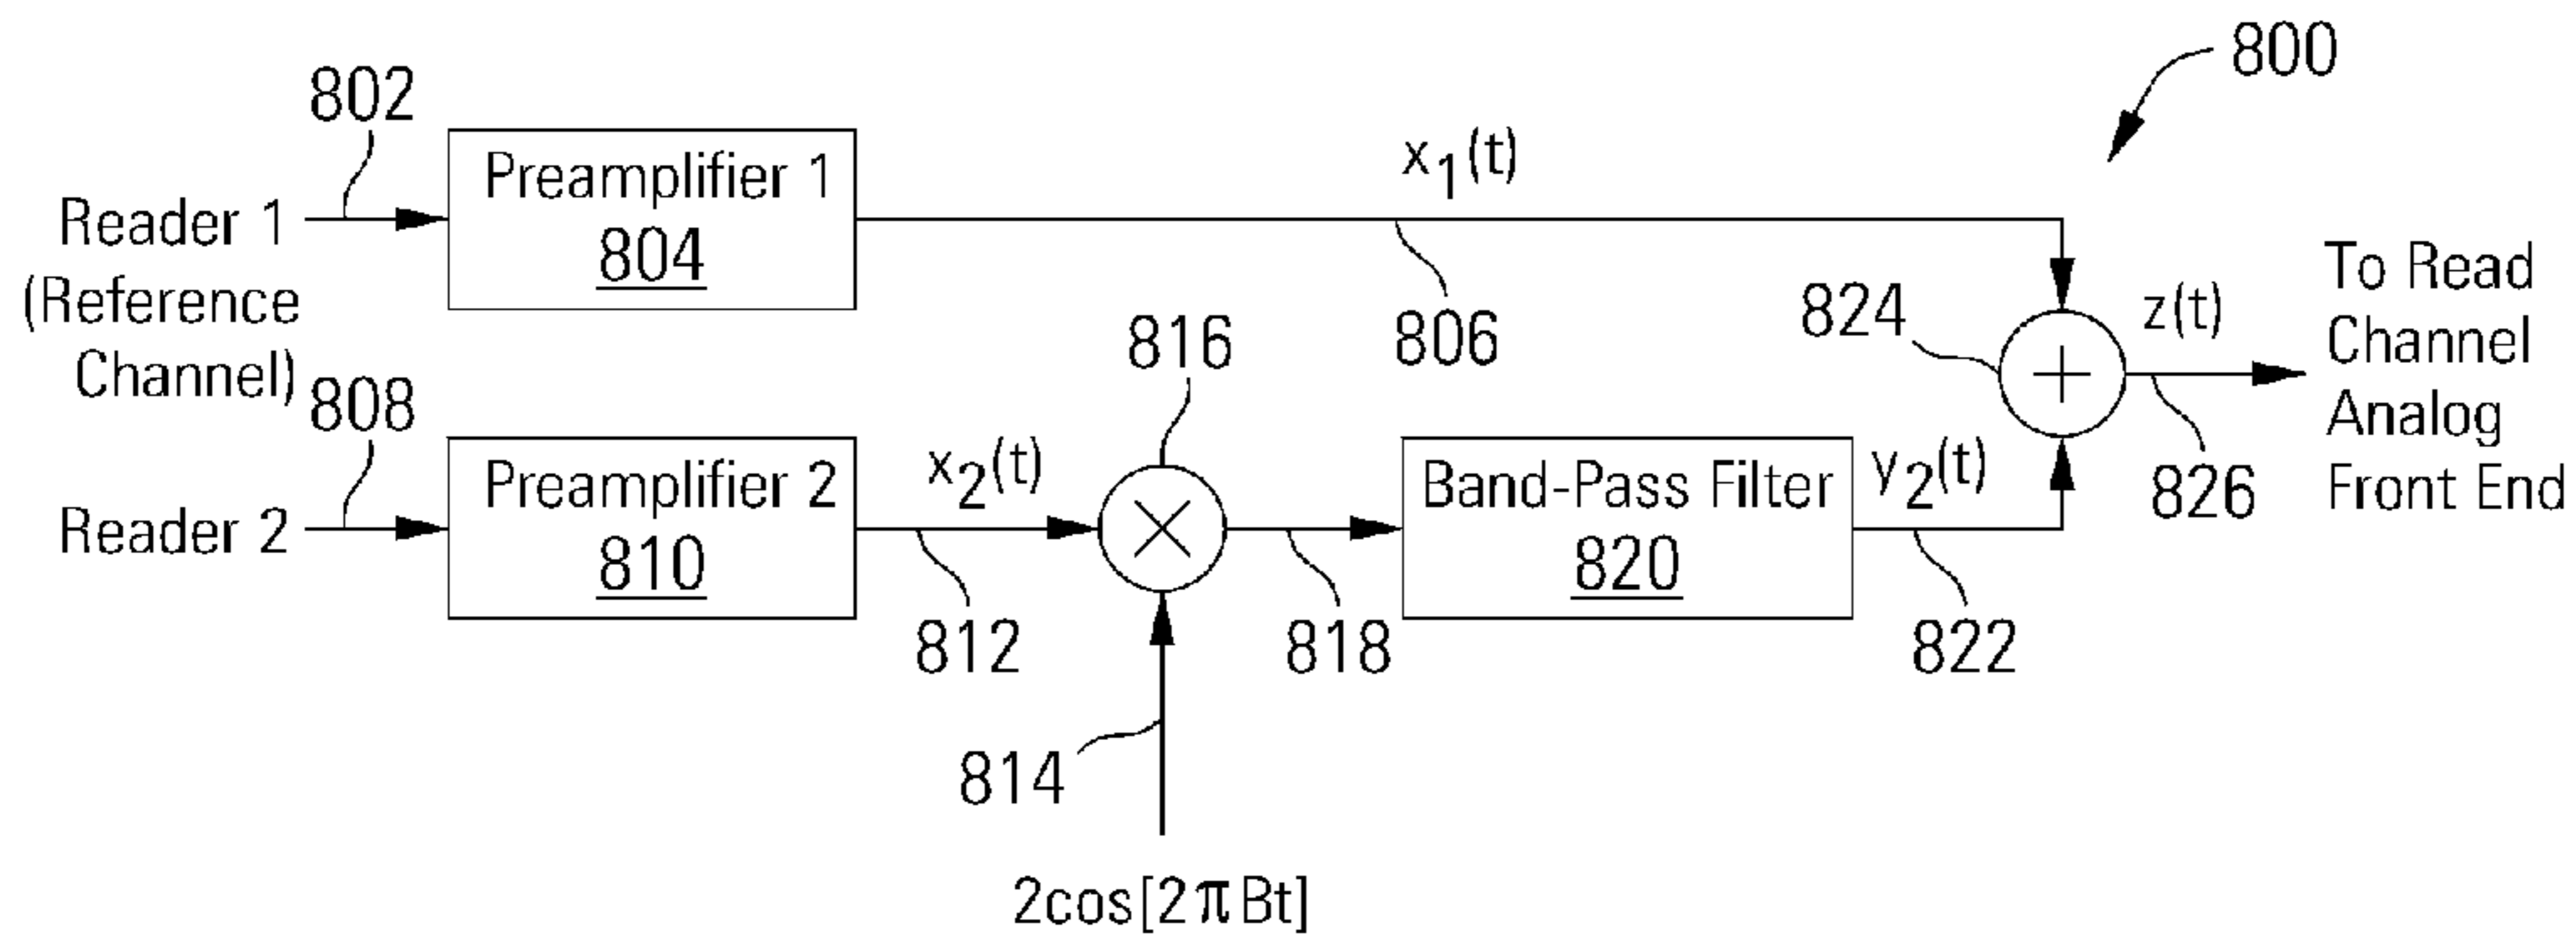 800
802
Preamplifier 1
804
x1(t)
806
Reader 1
(Reference
Channel)
808
Reader 2
Preamplifier 2
810
x2(t)
812
816
814
2cos[2πBt]
818
Band-Pass Filter
820
y2(t)
822
824
z(t)
826
To Read
Channel
Analog
Front End